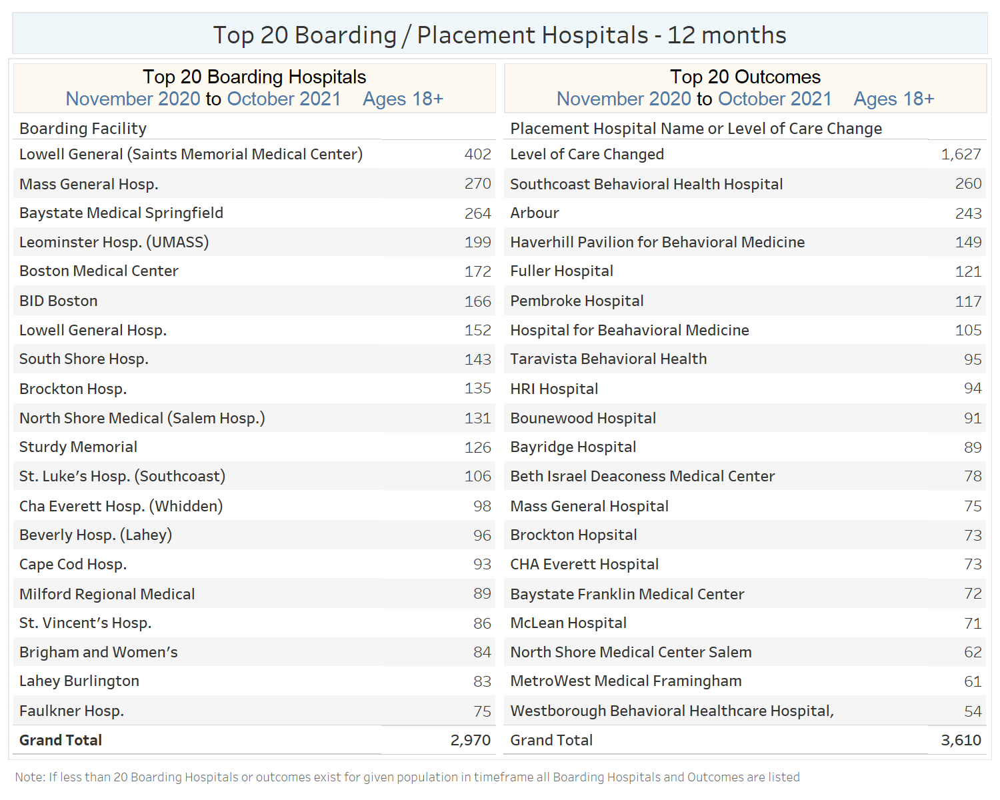 Top 20 Boarding / Placement Hospitals - 12 months
Top 20 Boarding Hospitals
November 2020 to October 2021 Ages 18+
Boarding Facility
Lowell General (Saints Memorial Medical Center) 402
Mass General Hosp. 270
Baystate Medical Springfield 264
Leominster Hosp. (UMASS) 199
Boston Medical Center 172
BID Boston 166
Lowell General Hosp. 152
South Shore Hosp. 143
Brockton Hosp. 135
North Shore Medical (Salem Hosp.) 131
Sturdy Memorial 126
St. Luke's Hosp. (Southcoast) 106
Cha Everett Hosp. (Whidden) 98
Beverly Hosp. (Lahey) 96
Cape Cod Hosp. 93
Milford Regional Medical 89
St. Vincent's Hosp. 86
Brigham and Women's 84
Lahey Burlington 83
Faulkner Hosp. 75
Grand Total 2,970
Top 20 Outcomes
November 2020 to October 2021 Ages 18+
Placement Hospital Name or Level of Care Change
Level of Care Changed 1,627
Southcoast Behavioral Health Hospital 260
Arbour 243
Haverhill Pavilion for Behavioral Medicine 149
Fuller Hospital 121
Pembroke Hospital 117
Hospital for Beahavioral Medicine 105
Taravista Behavioral Health 95
HRI Hospital 94
Bounewood Hospital 91
Bayridge Hospital 89
Beth Israel Deaconess Medical Center 78
Mass General Hospital 75
Brockton Hopsital 73
CHA Everett Hospital 73
Baystate Franklin Medical Center 72
McLean Hospital 71
North Shore Medical Center Salem 62
MetroWest Medical Framingham 61
Westborough Behavioral Healthcare Hospital, 54
Grand Total 3,610
Note: If less than 20 Boarding Hospitals or outcomes exist for given population in timeframe all Boarding Hospitals and Outcomes are listed